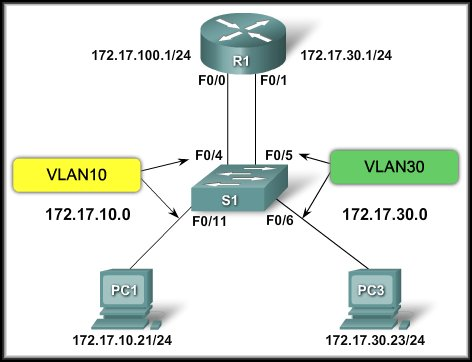 172.17.100.1/24
R1
172.17.30.1/24
F0/0
F0/1
VLAN10
F0/4
F0/5
VLAN30
172.17.10.0
S1
172.17.30.0
F0/11
F0/6
PC1
PC3
172.17.10.21/24
172.17.30.23/24